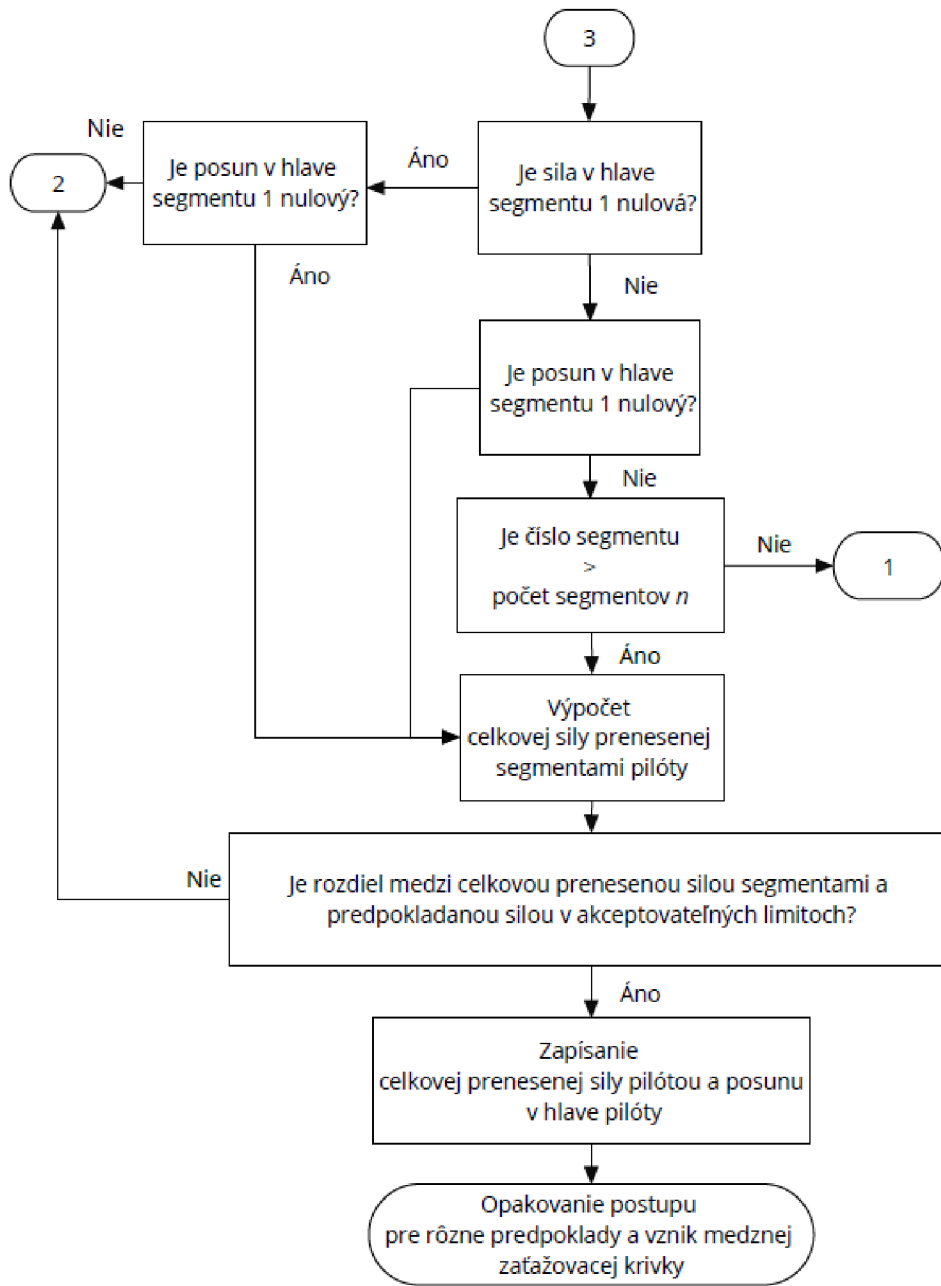 3
Nie
Je posun v hlave
segmentu 1 nulový?
Áno
Je sila v hlave
segmentu 1 nulová?
2
Áno
Nie
Je posun v hlave
segmentu 1 nulový?
Nie
Je číslo segmentu
>
počet segmentov n
Nie
1
Áno
Výpočet
celkovej sily prenesenej
segmentami pilóty
Nie
Je rozdiel medzi celkovou prenesenou silou segmentami a
predpokladanou silou v akceptovateľných limitoch?
Áno
Zapísanie
celkovej prenesenej sily pilótou a posunu
v hlave pilóty
Opakovanie postupu
pre rôzne predpoklady a vznik medznej
zaťažovacej krivky